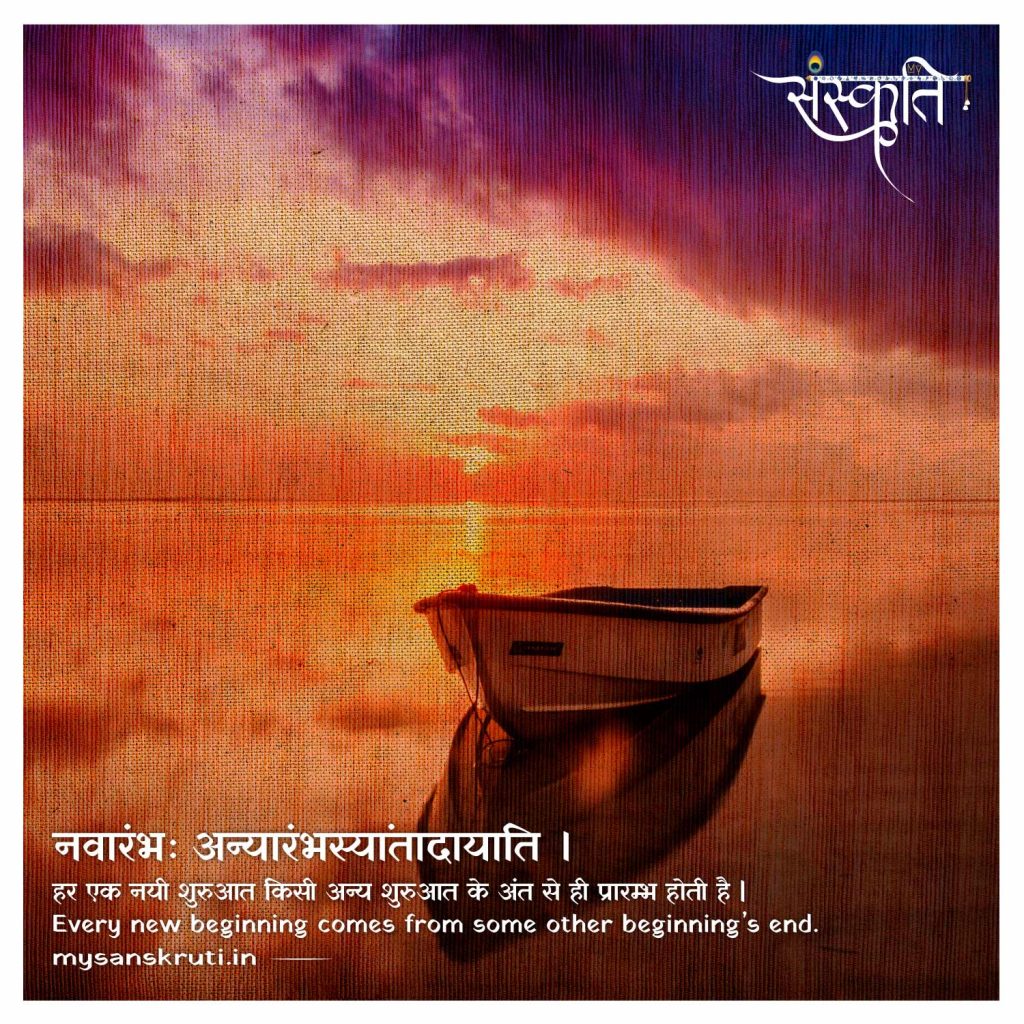 My
संस्कृति
नवारंभः अन्यारंभस्यांतादायाति ।
हर एक नयी शुरुआत किसी अन्य शुरुआत के अंत से ही प्रारम्भ होती है |
Every new beginning comes from some other beginning's end.
mysanskruti.in